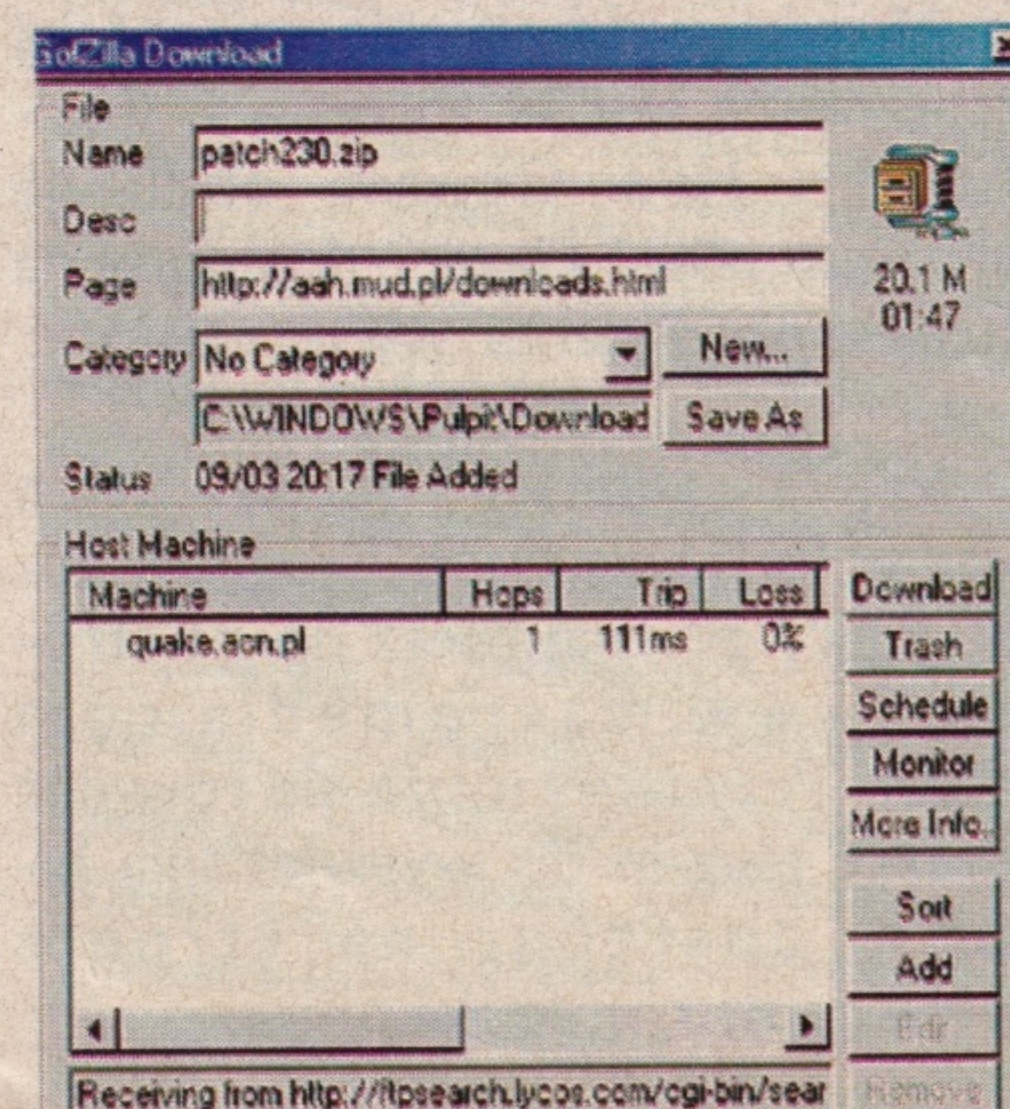 Go!Zilla Download
File
Name patch230.zip
Desc
Page http://aah.mud.pl/downloads.html
20.1 M
01:47
Category No Category New...
C:\WINDOWS\Pulpit\Download Save As
Status 09/03 20:17 File Added
Host Machine
Machine Hops Trip Loss
quake.acn.pl 1 111ms 0%
Download
Trash
Schedule
Monitor
More Info..
Sort
Add
Edit
Remove
Receiving from http://ftpsearch.lycos.com/cgi-bin/sear